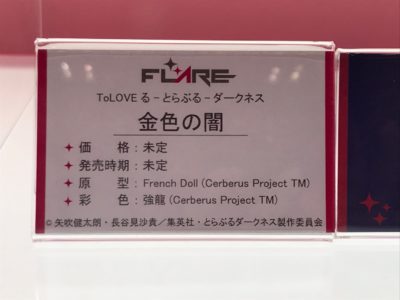 FLARE
ToLOVEる-とらぶる-ダークネス
金色の闇
価 格:未定
発売時期:未定
原 型:French Doll (Cerberus Project TM)
彩 色:強龍 (Cerberus Project TM)
© 矢吹健太朗・長谷見沙貴/集英社・とらぶるダークネス製作委員会